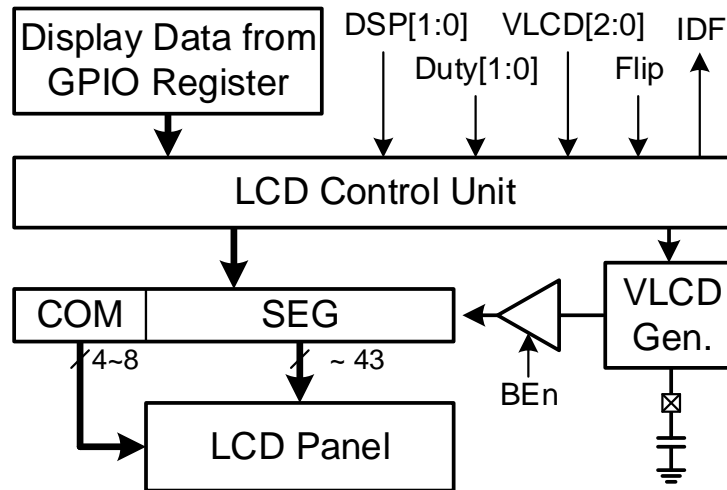 Display Data from
GPIO Register
DSP[1:0]
VLCD[2:0]
IDF
Duty[1:0]
Flip
LCD Control Unit
COM
SEG
VLCD
Gen.
4~8
~ 43
BEn
LCD Panel